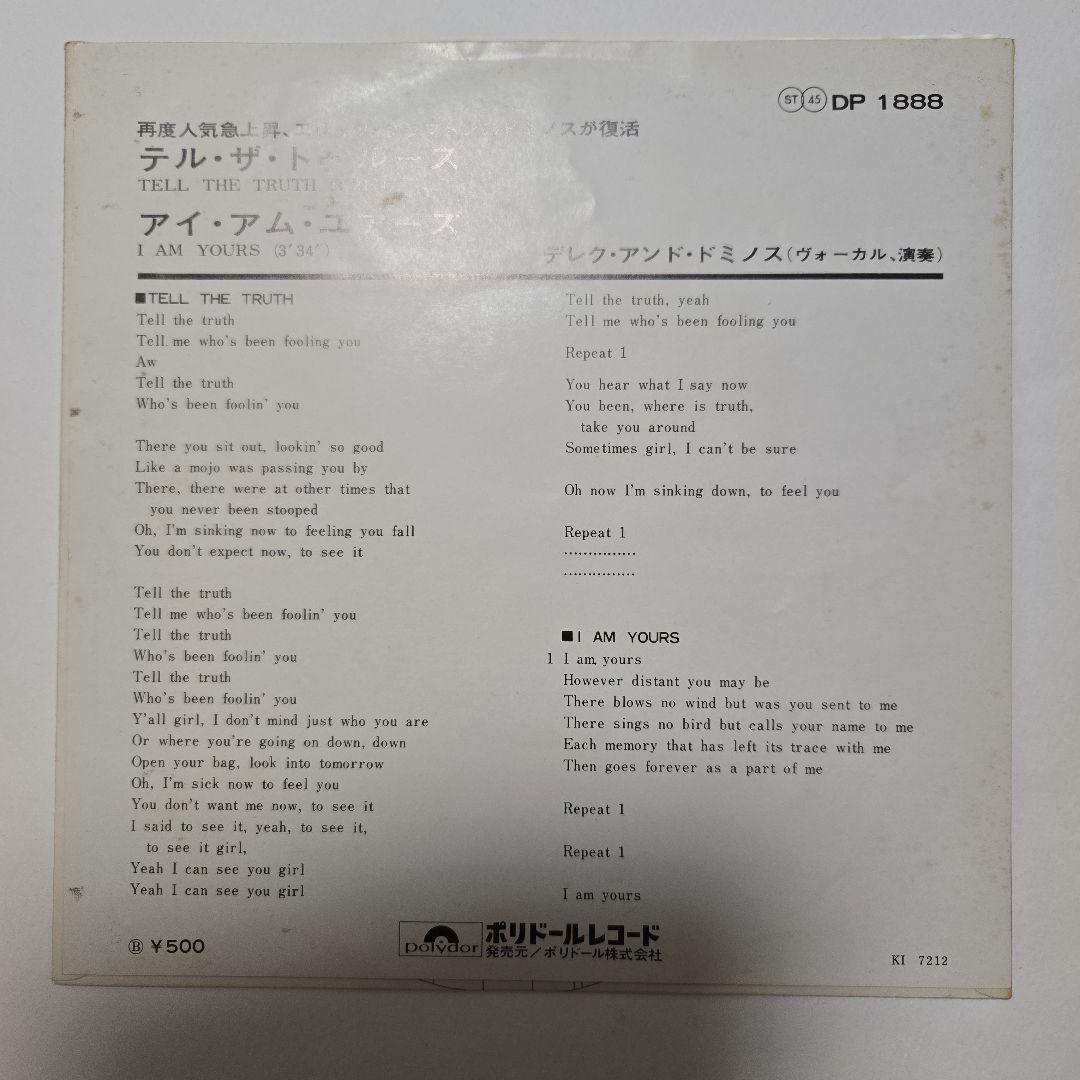 ST 45 DP 1888
再度人気急上昇、 ノスが復活
テル・ザ・トゥルース
TELL THE TRUTH
アイ・アム・ユアーズ
I AM YOURS (3′34″)
デレク・アンド・ドミノス(ヴォーカル、演奏)
■TELL THE TRUTH
Tell the truth
Tell me who's been fooling you
Aw
Tell the truth
Who's been foolin' you
There you sit out, lookin' so good
Like a mojo was passing you by
There, there were at other times that
you never been stooped
Oh, I'm sinking now to feeling you fall
You don't expect now, to see it
Tell the truth
Tell me who's been foolin' you
Tell the truth
Who's been foolin' you
Tell the truth
Who's been foolin' you
Y'all girl, I don't mind just who you are
Or where you're going on down, down
Open your bag, look into tomorrow
Oh, I'm sick now to feel you
You don't want me now, to see it
I said to see it, yeah, to see it,
to see it girl,
Yeah I can see you girl
Yeah I can see you girl
Tell the truth, yeah
Tell me who's been fooling you
Repeat 1
You hear what I say now
You been, where is truth,
take you around
Sometimes girl, I can't be sure
Oh now I'm sinking down, to feel you
Repeat 1
...............
...............
■I AM YOURS
1 I am yours
However distant you may be
There blows no wind but was you sent to me
There sings no bird but calls your name to me
Each memory that has left its trace with me
Then goes forever as a part of me
Repeat 1
Repeat 1
I am yours
Ⓑ ¥500
polydor ポリドールレコード
発売元/ポリドール株式会社
KI 7212